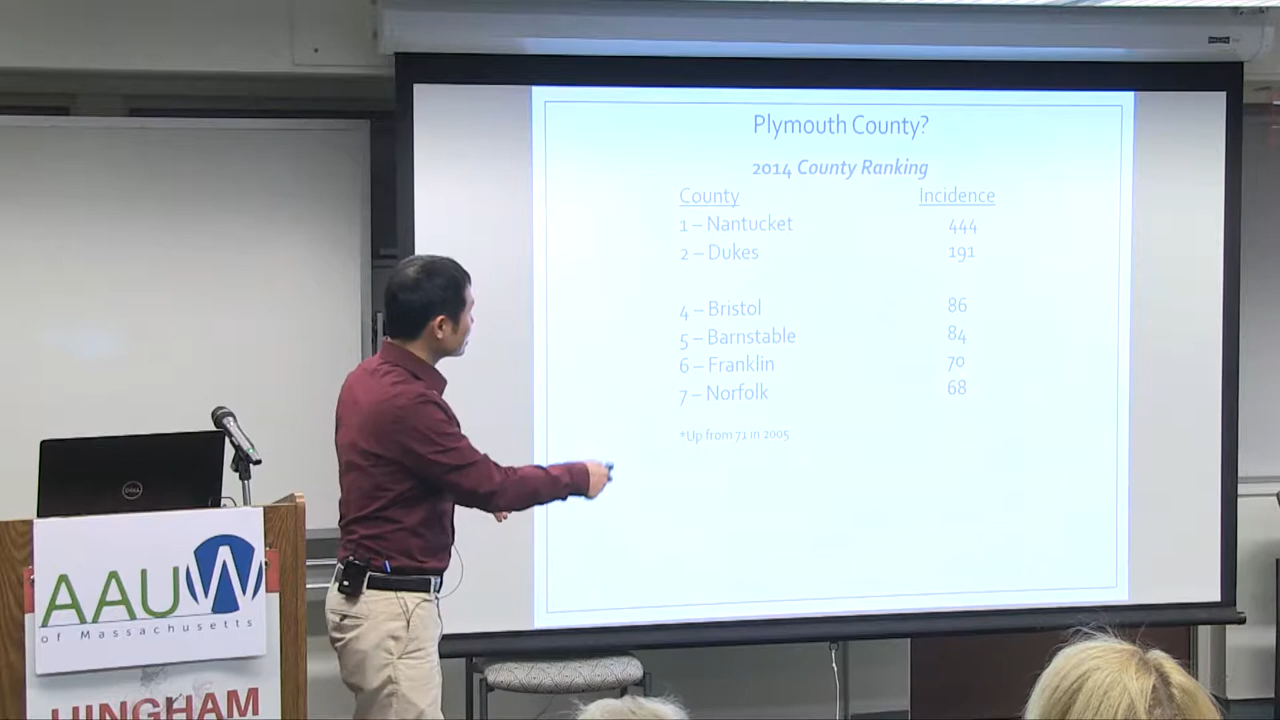 Plymouth County?
2014 County Ranking
County Incidence
1 – Nantucket 444
2 – Dukes 191
4 – Bristol 86
5 – Barnstable 84
6 – Franklin 70
7 – Norfolk 68
*Up from 71 in 2005
DELL
AAUW
of Massachusetts
HINGHAM